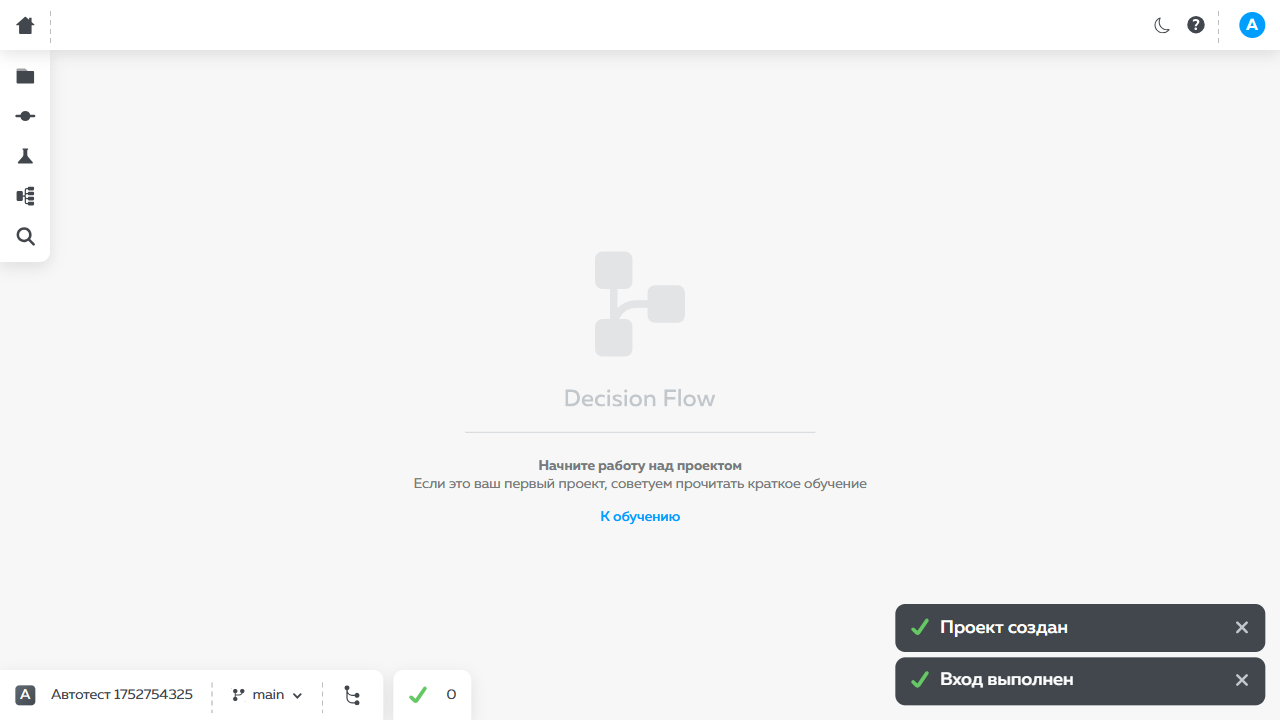 A
Decision Flow
Начните работу над проектом
Если это ваш первый проект, советуем прочитать краткое обучение
К обучению
Проект создан
Вход выполнен
A Автотест 1752754325 main 0